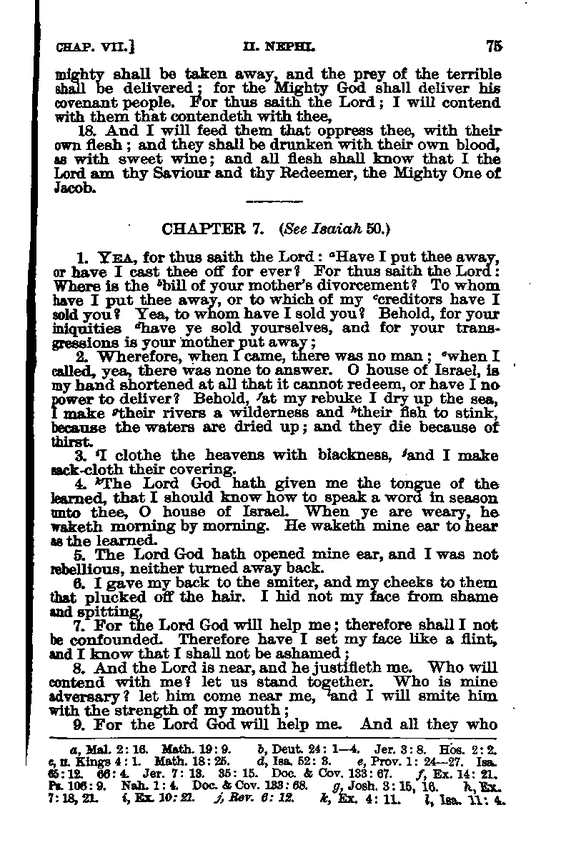 CHAP. VII.] II. NEPHI. 75
mighty shall be taken away, and the prey of the terrible
shall be delivered; for the Mighty God shall deliver his
covenant people. For thus saith the Lord; I will contend
with them that contendeth with thee,
18. And I will feed them that oppress thee, with their
own flesh; and they shall be drunken with their own blood,
as with sweet wine; and all flesh shall know that I the
Lord am thy Saviour and thy Redeemer, the Mighty One of
Jacob.
CHAPTER 7. (See Isaiah 50.)
1. YEA, for thus saith the Lord: aHave I put thee away,
or have I cast thee off for ever? For thus saith the Lord:
Where is the bbill of your mother's divorcement? To whom
have I put thee away, or to which of my ccreditors have I
sold you? Yea, to whom have I sold you? Behold, for your
iniquities dhave ye sold yourselves, and for your trans-
gressions is your mother put away;
2. Wherefore, when I came, there was no man; ewhen I
called, yea, there was none to answer. O house of Israel, is
my hand shortened at all that it cannot redeem, or have I no
power to deliver? Behold, fat my rebuke I dry up the sea,
I make gtheir rivers a wilderness and htheir fish to stink,
because the waters are dried up; and they die because of
thirst.
3. iI clothe the heavens with blackness, jand I make
sack-cloth their covering.
4. kThe Lord God hath given me the tongue of the
learned, that I should know how to speak a word in season
unto thee, O house of Israel. When ye are weary, he
waketh morning by morning. He waketh mine ear to hear
as the learned.
5. The Lord God hath opened mine ear, and I was not
rebellious, neither turned away back.
6. I gave my back to the smiter, and my cheeks to them
that plucked off the hair. I hid not my face from shame
and spitting,
7. For the Lord God will help me; therefore shall I not
be confounded. Therefore have I set my face like a flint,
and I know that I shall not be ashamed;
8. And the Lord is near, and he justifieth me. Who will
contend with me? let us stand together. Who is mine
adversary? let him come near me, land I will smite him
with the strength of my mouth;
9. For the Lord God will help me. And all they who
a, Mal. 2: 16. Math. 19: 9. b, Deut. 24: 1—4. Jer. 3: 8. Hos. 2: 2.
c, II. Kings 4: 1. Math. 18: 25. d, Isa. 52: 3. e, Prov. 1: 24—27. Isa.
65: 12. 66: 4. Jer. 7: 13. 35: 15. Doc. & Cov. 133: 67. f, Ex. 14: 21.
Ps. 106: 9. Nah. 1: 4. Doc. & Cov. 133: 68. g, Josh. 3: 15, 16. h, Ex.
7: 18, 21. i, Ex. 10: 21. j, Rev. 6: 12. k, Ex. 4: 11. l, Isa. 11: 4.